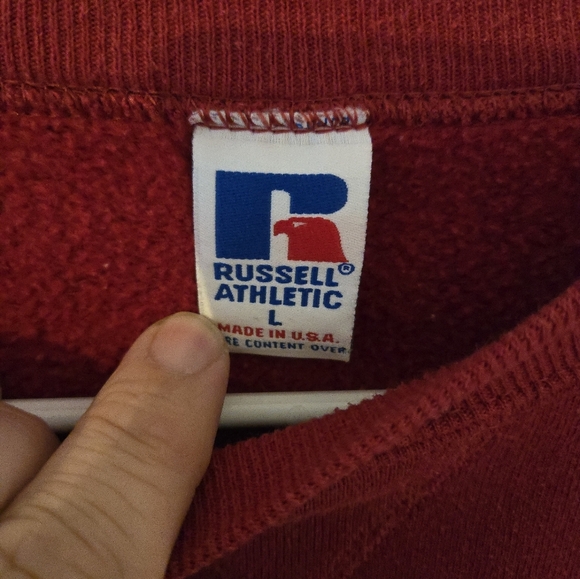 RUSSELL®
ATHLETIC
L
MADE IN U.S.A.
CONTENT OVER